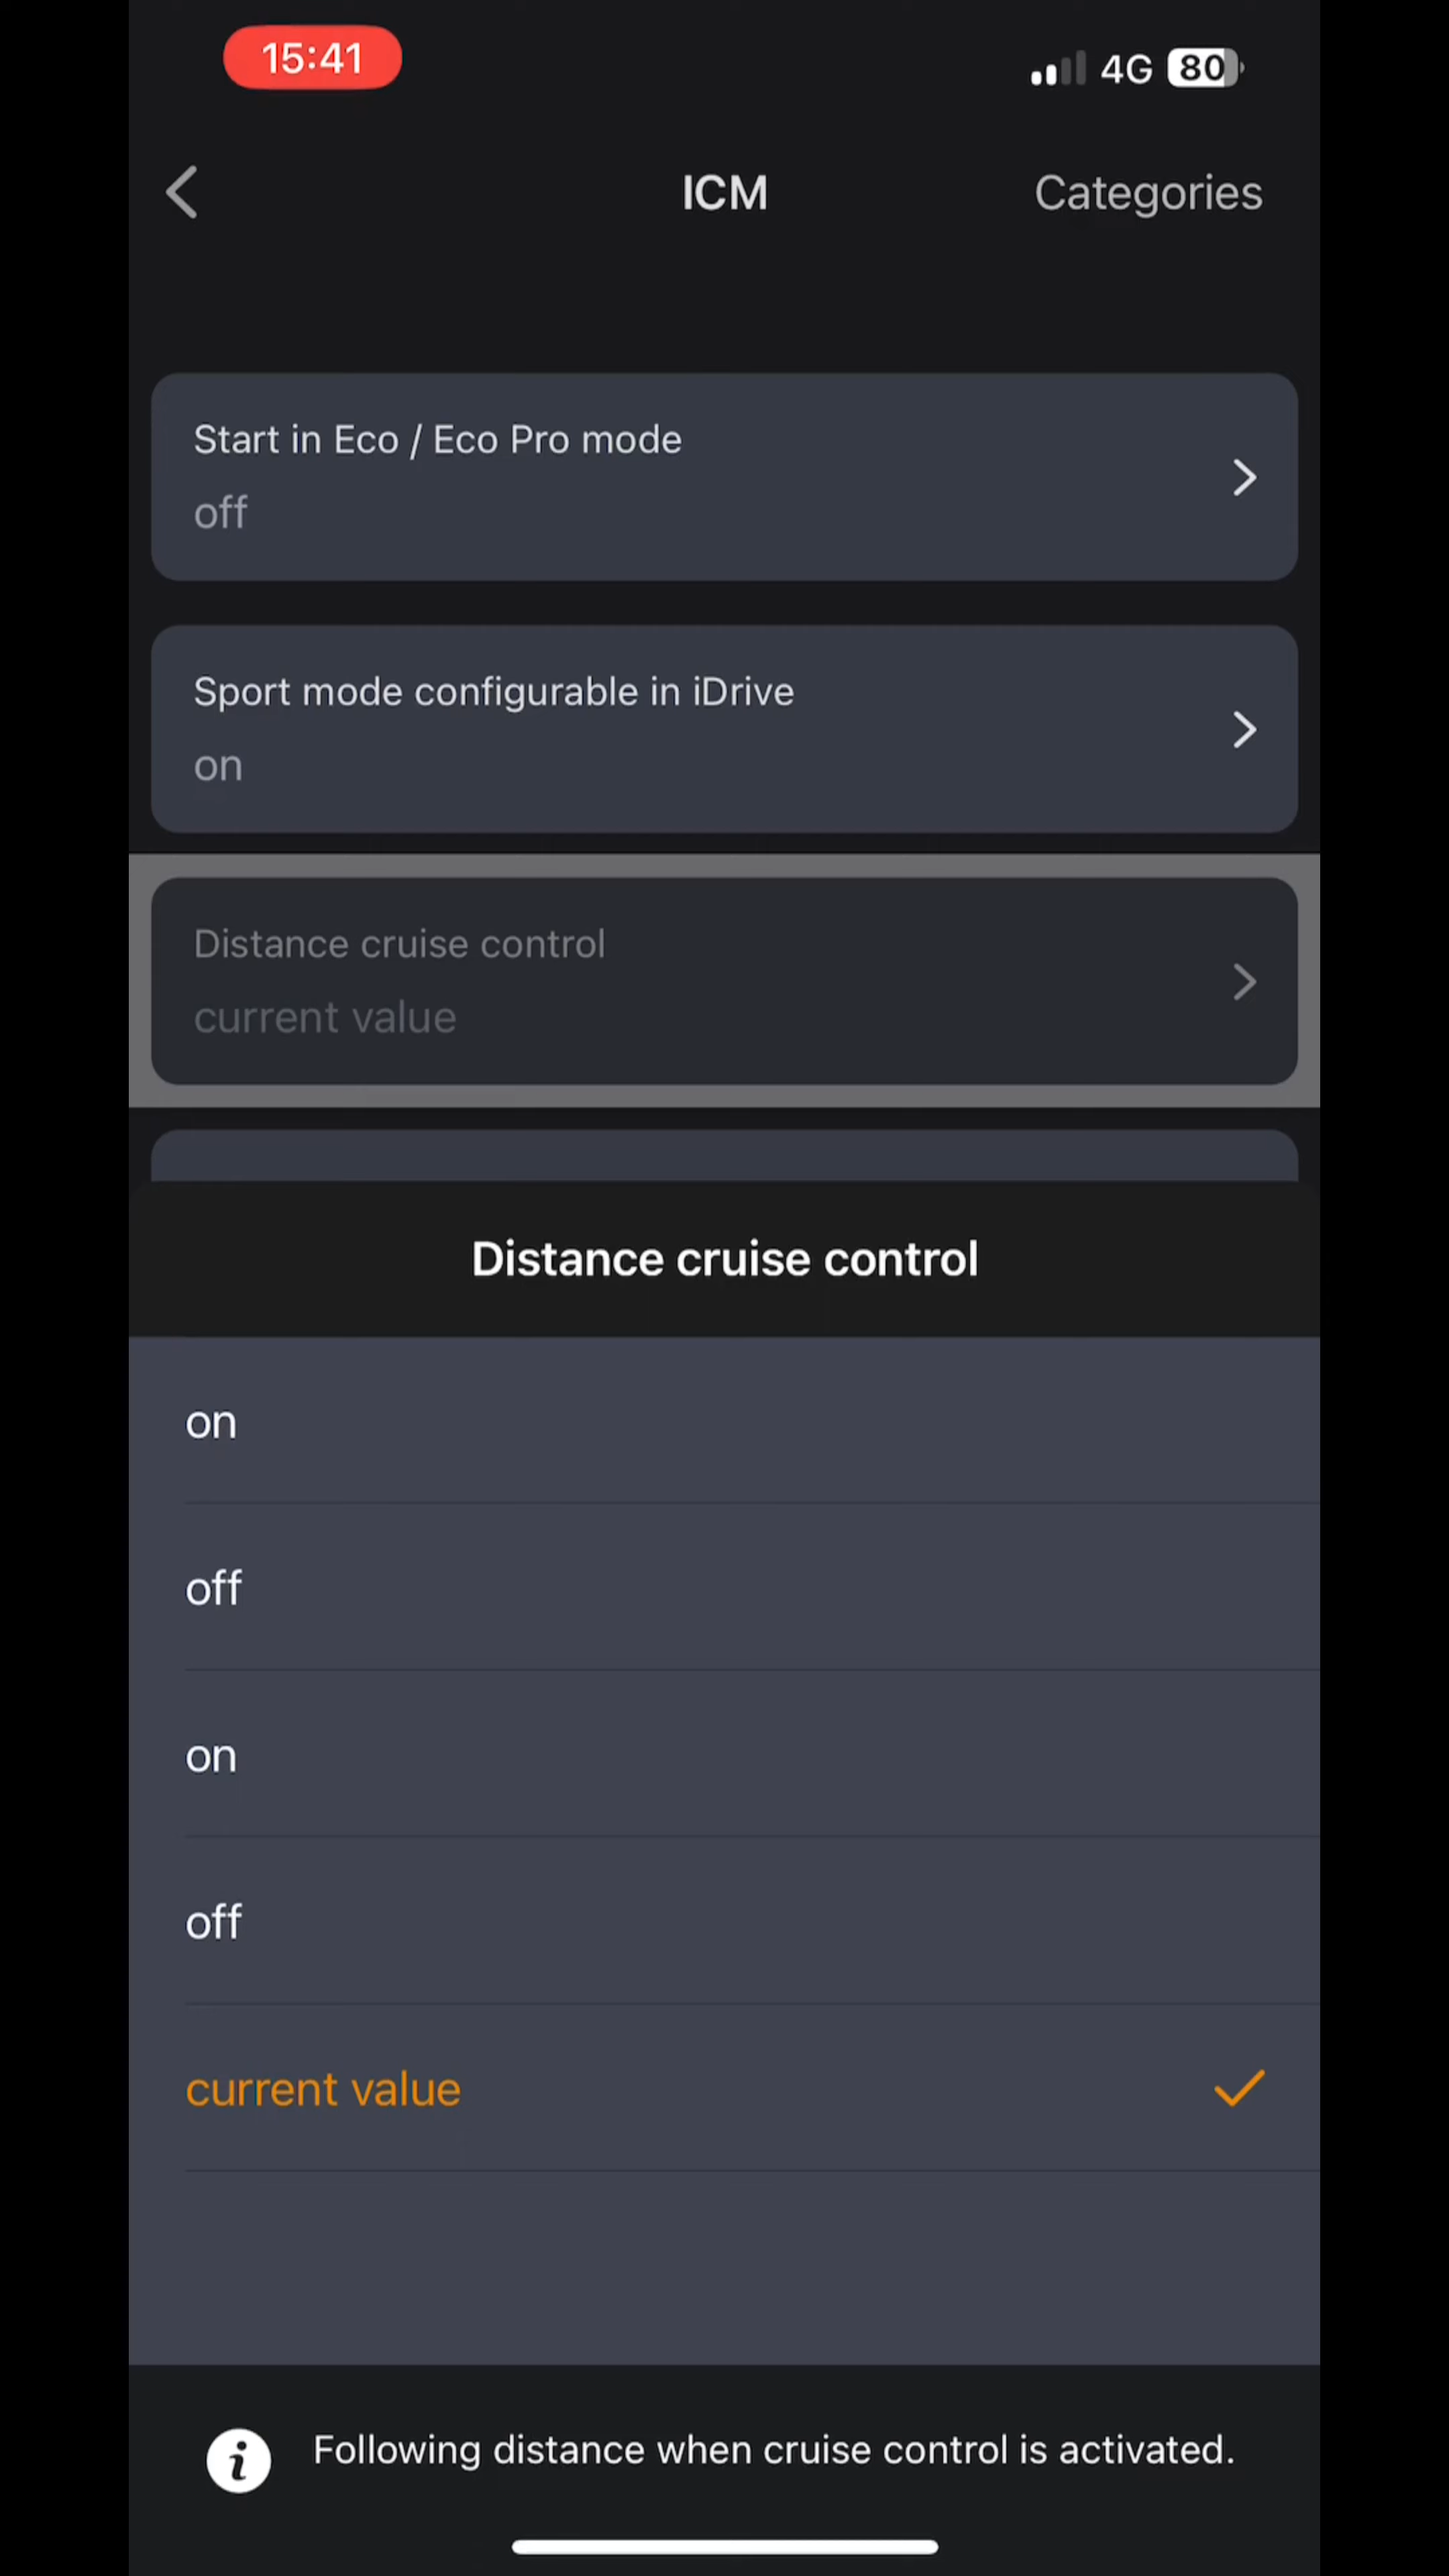 15:41
4G 80
ICM
Categories
Start in Eco / Eco Pro mode
off
Sport mode configurable in iDrive
on
Distance cruise control
current value
Distance cruise control
on
off
on
off
current value
Following distance when cruise control is activated.